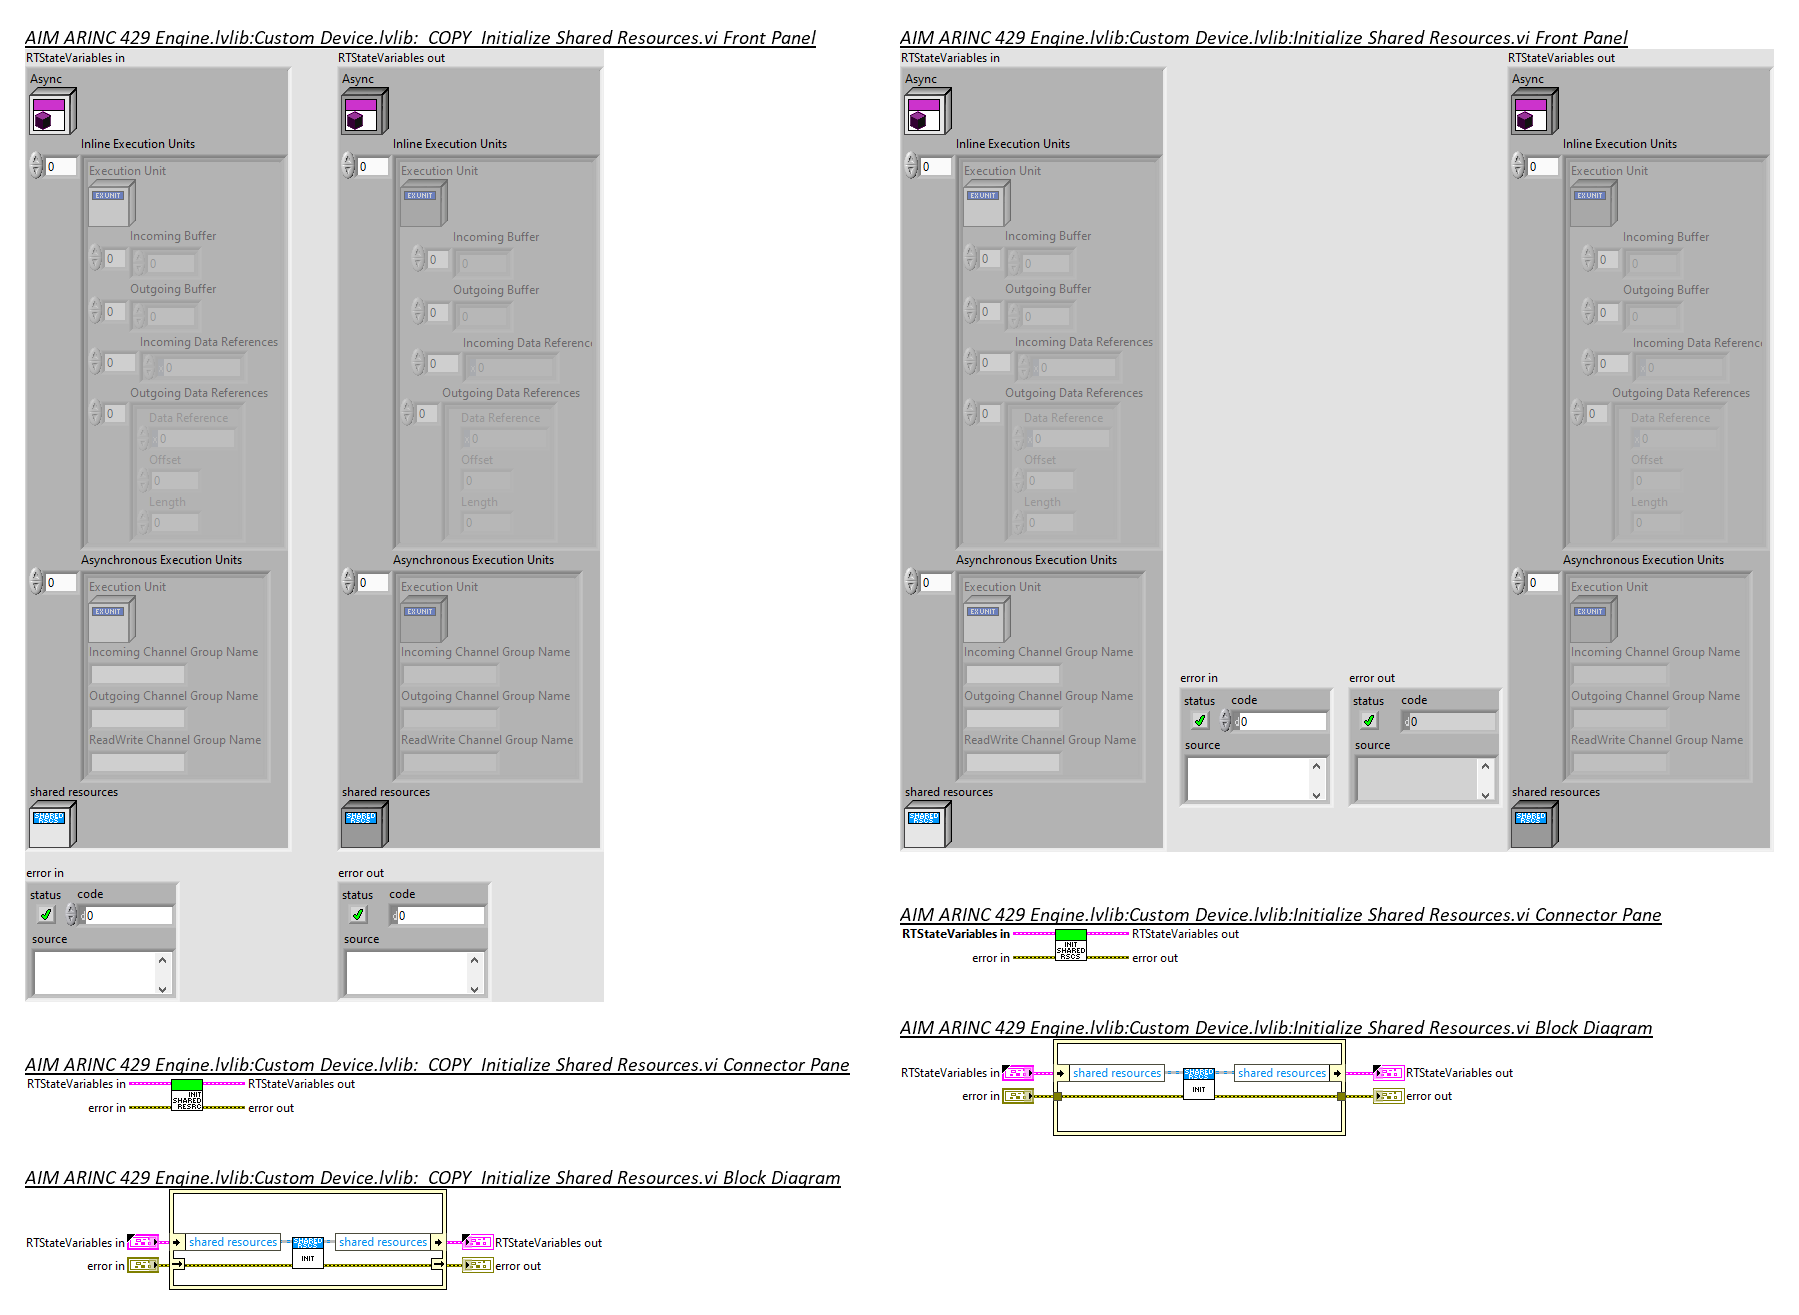 AIM ARINC 429 Engine.lvlib:Custom Device.lvlib:_COPY_Initialize Shared Resources.vi Front Panel
RTStateVariables in
RTStateVariables out
Async
Async
Inline Execution Units
Inline Execution Units
0
0
Execution Unit
Execution Unit
EXUNIT
EXUNIT
Incoming Buffer
Incoming Buffer
0 0
0 0
Outgoing Buffer
Outgoing Buffer
0 0
0 0
Incoming Data References
Incoming Data Referenc
0 0
0 0
Outgoing Data References
Outgoing Data References
0
0
Data Reference
Data Reference
0
0
Offset
Offset
0
0
Length
Length
0
0
Asynchronous Execution Units
Asynchronous Execution Units
0
0
Execution Unit
Execution Unit
EXUNIT
EXUNIT
Incoming Channel Group Name
Incoming Channel Group Name
Outgoing Channel Group Name
Outgoing Channel Group Name
ReadWrite Channel Group Name
ReadWrite Channel Group Name
shared resources
shared resources
SHARED RSCS
SHARED RSCS
error in
error out
status code
status code
d0
d0
source
source
AIM ARINC 429 Engine.lvlib:Custom Device.lvlib:_COPY_Initialize Shared Resources.vi Connector Pane
RTStateVariables in
RTStateVariables out
INIT
SHARED
RESRC
error in
error out
AIM ARINC 429 Engine.lvlib:Custom Device.lvlib:_COPY_Initialize Shared Resources.vi Block Diagram
RTStateVariables in
shared resources
SHARED RSCS
INIT
shared resources
RTStateVariables out
error in
error out
AIM ARINC 429 Engine.lvlib:Custom Device.lvlib:Initialize Shared Resources.vi Front Panel
RTStateVariables in
RTStateVariables out
Async
Async
Inline Execution Units
Inline Execution Units
0
0
Execution Unit
Execution Unit
EXUNIT
EXUNIT
Incoming Buffer
Incoming Buffer
0 0
0 0
Outgoing Buffer
Outgoing Buffer
0 0
0 0
Incoming Data References
Incoming Data Referenc
0 0
0 0
Outgoing Data References
Outgoing Data References
0
0
Data Reference
Data Reference
0
0
Offset
Offset
0
0
Length
Length
0
0
Asynchronous Execution Units
Asynchronous Execution Units
0
0
Execution Unit
Execution Unit
EXUNIT
EXUNIT
Incoming Channel Group Name
Incoming Channel Group Name
Outgoing Channel Group Name
Outgoing Channel Group Name
ReadWrite Channel Group Name
ReadWrite Channel Group Name
error in
error out
status code
status code
d0
d0
source
source
shared resources
shared resources
SHARED RSCS
SHARED RSCS
AIM ARINC 429 Engine.lvlib:Custom Device.lvlib:Initialize Shared Resources.vi Connector Pane
RTStateVariables in
RTStateVariables out
INIT
SHARED
RSCS
error in
error out
AIM ARINC 429 Engine.lvlib:Custom Device.lvlib:Initialize Shared Resources.vi Block Diagram
RTStateVariables in
shared resources
SHARED RSCS
INIT
shared resources
RTStateVariables out
error in
error out